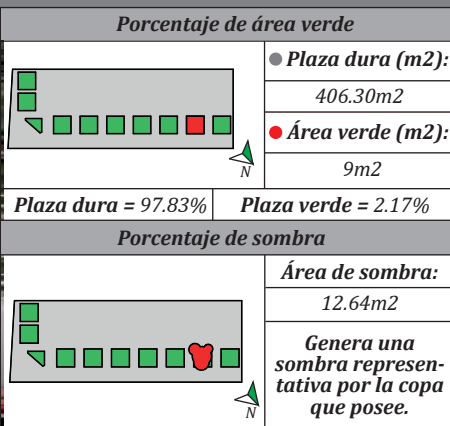 Porcentaje de área verde
Plaza dura (m2):
406.30m2
Área verde (m2):
9m2
N
Plaza dura = 97.83%
Plaza verde = 2.17%
Porcentaje de sombra
Área de sombra:
12.64m2
Genera una
sombra represen-
tativa por la copa
que posee.
N